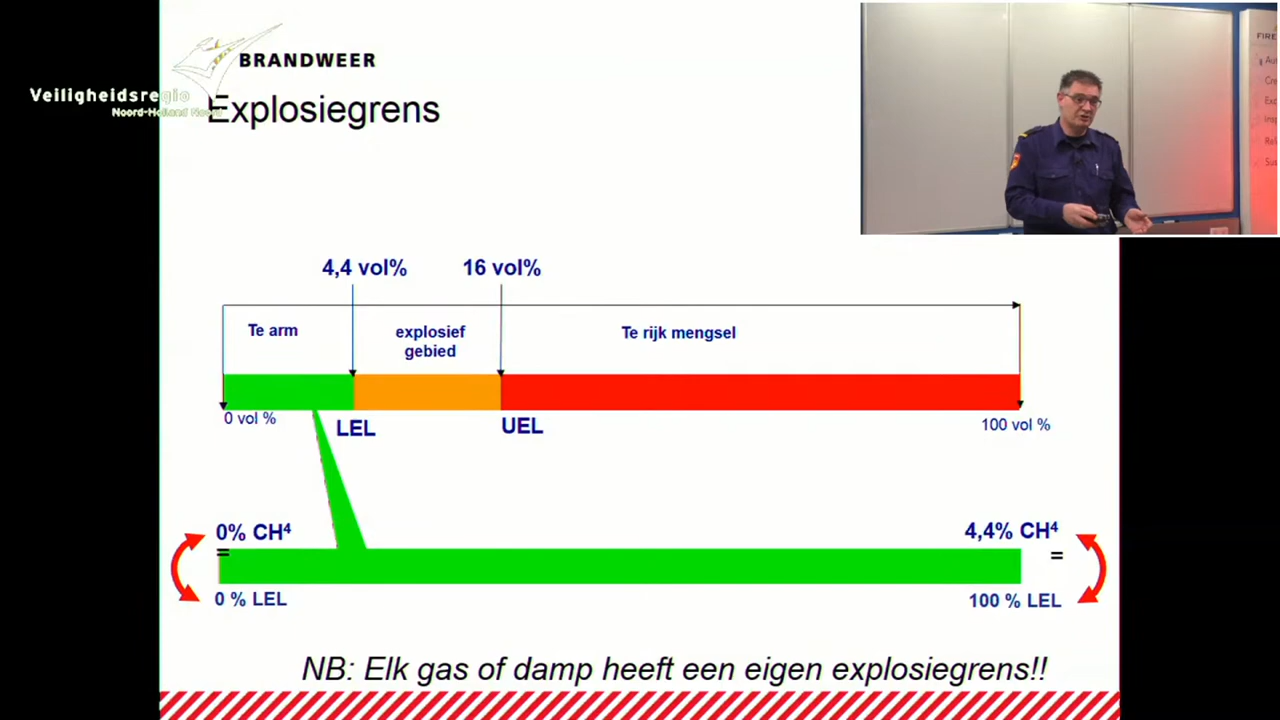 BRANDWEER
Veiligheidsregio
Noord-Holland Noord
Explosiegrens
FIRE
4,4 vol% 16 vol%
Te arm explosief gebied Te rijk mengsel
0 vol % LEL UEL 100 vol %
0% CH⁴ 4,4% CH⁴
= =
0 % LEL 100 % LEL
NB: Elk gas of damp heeft een eigen explosiegrens!!